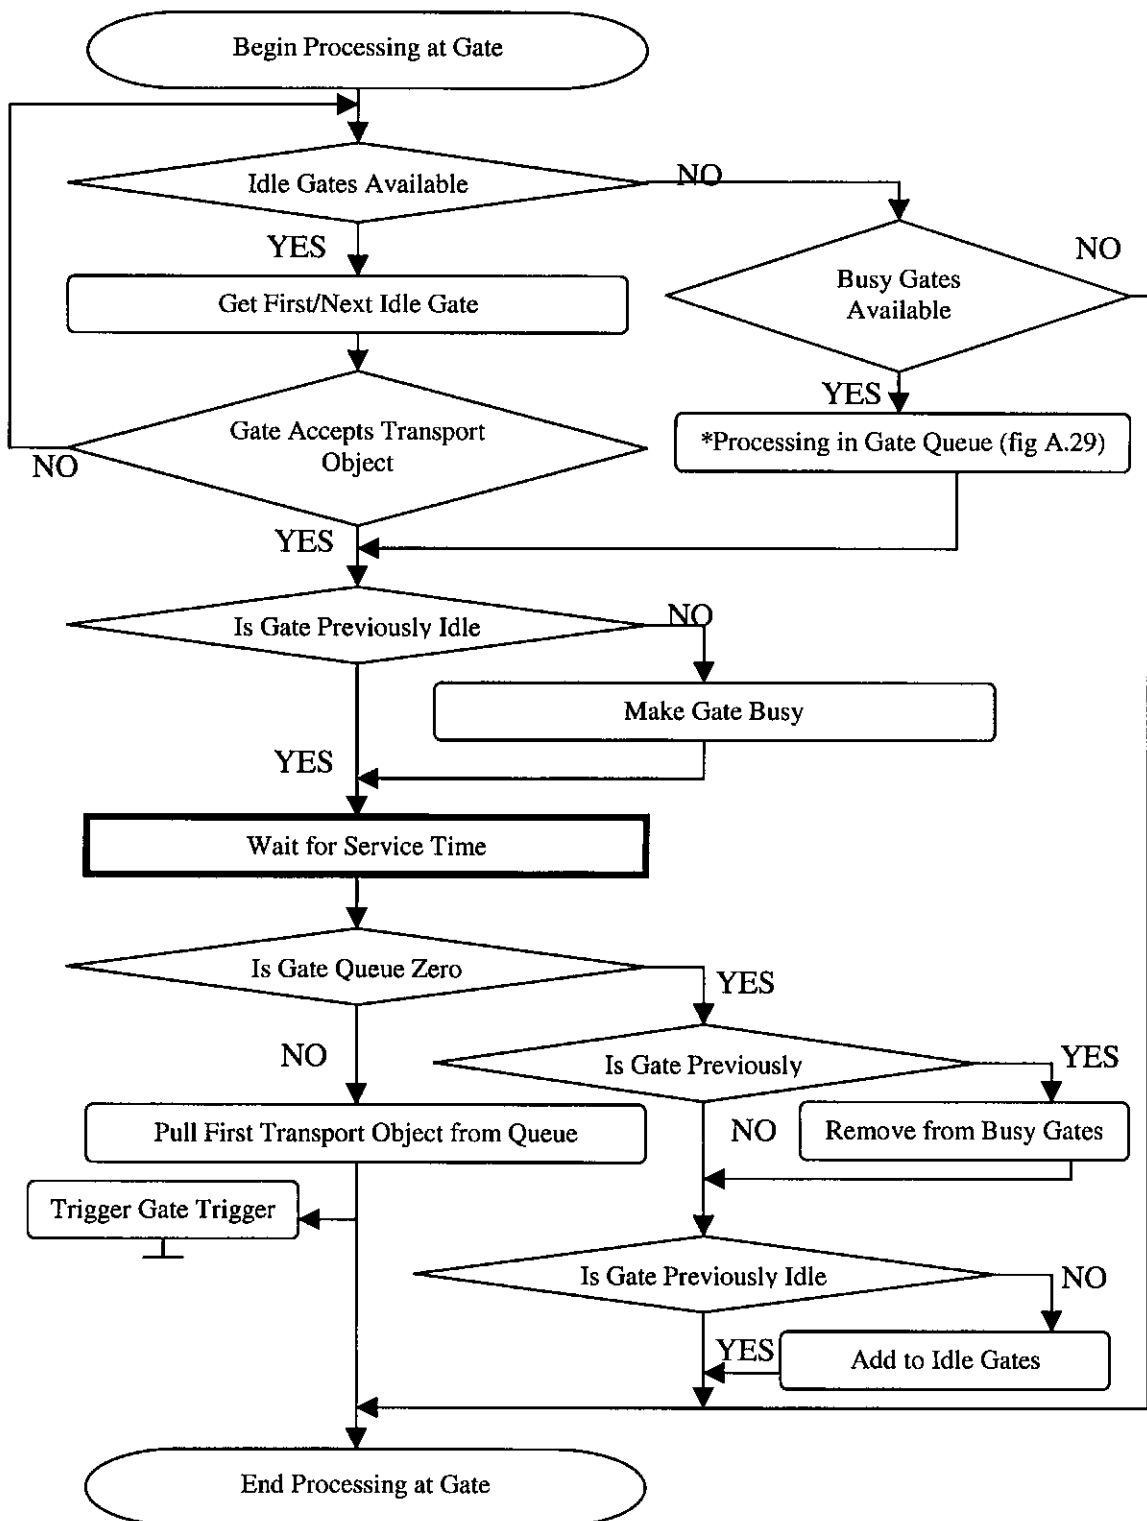 Begin Processing at Gate
Idle Gates Available
NO
YES
Busy Gates
Available
NO
Get First/Next Idle Gate
YES
Gate Accepts Transport
Object
NO
*Processing in Gate Queue (fig A.29)
YES
Is Gate Previously Idle
NO
Make Gate Busy
YES
Wait for Service Time
Is Gate Queue Zero
YES
NO
Is Gate Previously
YES
Pull First Transport Object from Queue
NO
Remove from Busy Gates
Trigger Gate Trigger
Is Gate Previously Idle
NO
YES
Add to Idle Gates
End Processing at Gate